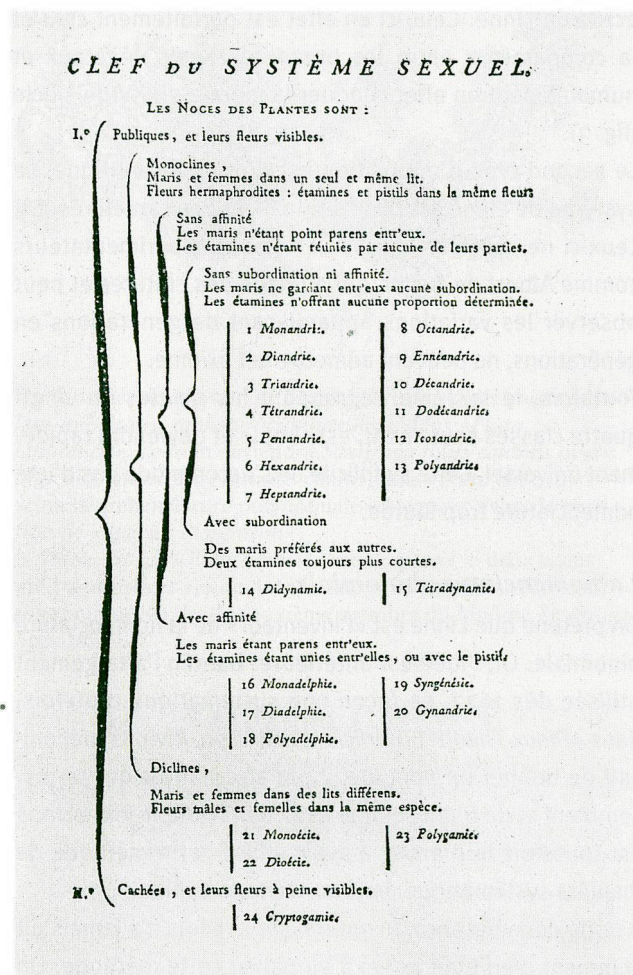 CLEF DU SYSTÈME SEXUEL.
LES NOCES DES PLANTES SONT :
I.º Publiques, et leurs fleurs visibles.
Monoclines,
Maris et femmes dans un seul et même lit.
Fleurs hermaphrodites : étamines et pistils dans la même fleur
Sans affinité
Les maris n'étant point parens entr'eux.
Les étamines n'étant réunies par aucune de leurs parties.
Sans subordination ni affinité.
Les maris ne gardant entr'eux aucune subordination.
Les étamines n'offrant aucune proportion déterminée.
1 Monandrie.
2 Diandrie.
3 Triandrie.
4 Tétrandrie.
5 Pentandrie.
6 Hexandrie.
7 Heptandrie.
8 Octandrie.
9 Ennéandrie.
10 Décandrie.
11 Dodécandrie.
12 Icosandrie.
13 Polyandrie.
Avec subordination
Des maris préférés aux autres.
Deux étamines toujours plus courtes.
14 Didynamie.
15 Tétradynamie.
Avec affinité
Les maris étant parens entr'eux.
Les étamines étant unies entr'elles, ou avec le pistil.
16 Monadelphie.
17 Diadelphie.
18 Polyadelphie.
19 Syngénésie.
20 Gynandrie.
Diclines,
Maris et femmes dans des lits différens.
Fleurs mâles et femelles dans la même espèce.
21 Monoécie.
22 Dioécie.
23 Polygamie.
II.º Cachées, et leurs fleurs à peine visibles.
24 Cryptogamie.